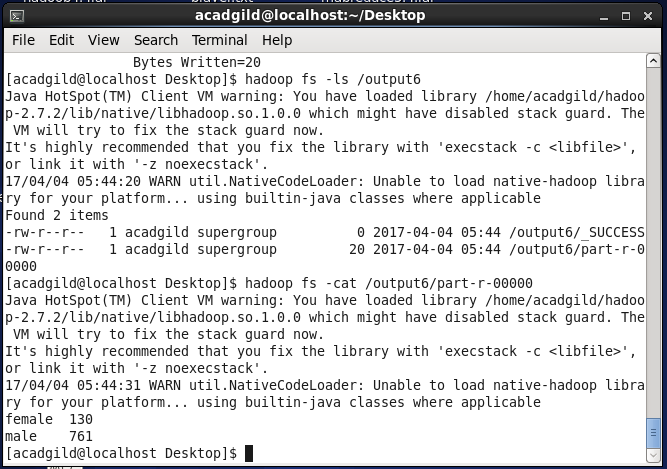 acadgild@localhost:~/Desktop
File Edit View Search Terminal Help
Bytes Written=20
[acadgild@localhost Desktop]$ hadoop fs -ls /output6
Java HotSpot(TM) Client VM warning: You have loaded library /home/acadgild/hadoo
p-2.7.2/lib/native/libhadoop.so.1.0.0 which might have disabled stack guard. The
 VM will try to fix the stack guard now.
It's highly recommended that you fix the library with 'execstack -c <libfile>',
or link it with '-z noexecstack'.
17/04/04 05:44:20 WARN util.NativeCodeLoader: Unable to load native-hadoop libra
ry for your platform... using builtin-java classes where applicable
Found 2 items
-rw-r--r--   1 acadgild supergroup          0 2017-04-04 05:44 /output6/_SUCCESS
-rw-r--r--   1 acadgild supergroup         20 2017-04-04 05:44 /output6/part-r-0
0000
[acadgild@localhost Desktop]$ hadoop fs -cat /output6/part-r-00000
Java HotSpot(TM) Client VM warning: You have loaded library /home/acadgild/hadoo
p-2.7.2/lib/native/libhadoop.so.1.0.0 which might have disabled stack guard. The
 VM will try to fix the stack guard now.
It's highly recommended that you fix the library with 'execstack -c <libfile>',
or link it with '-z noexecstack'.
17/04/04 05:44:31 WARN util.NativeCodeLoader: Unable to load native-hadoop libra
ry for your platform... using builtin-java classes where applicable
female  130
male    761
[acadgild@localhost Desktop]$